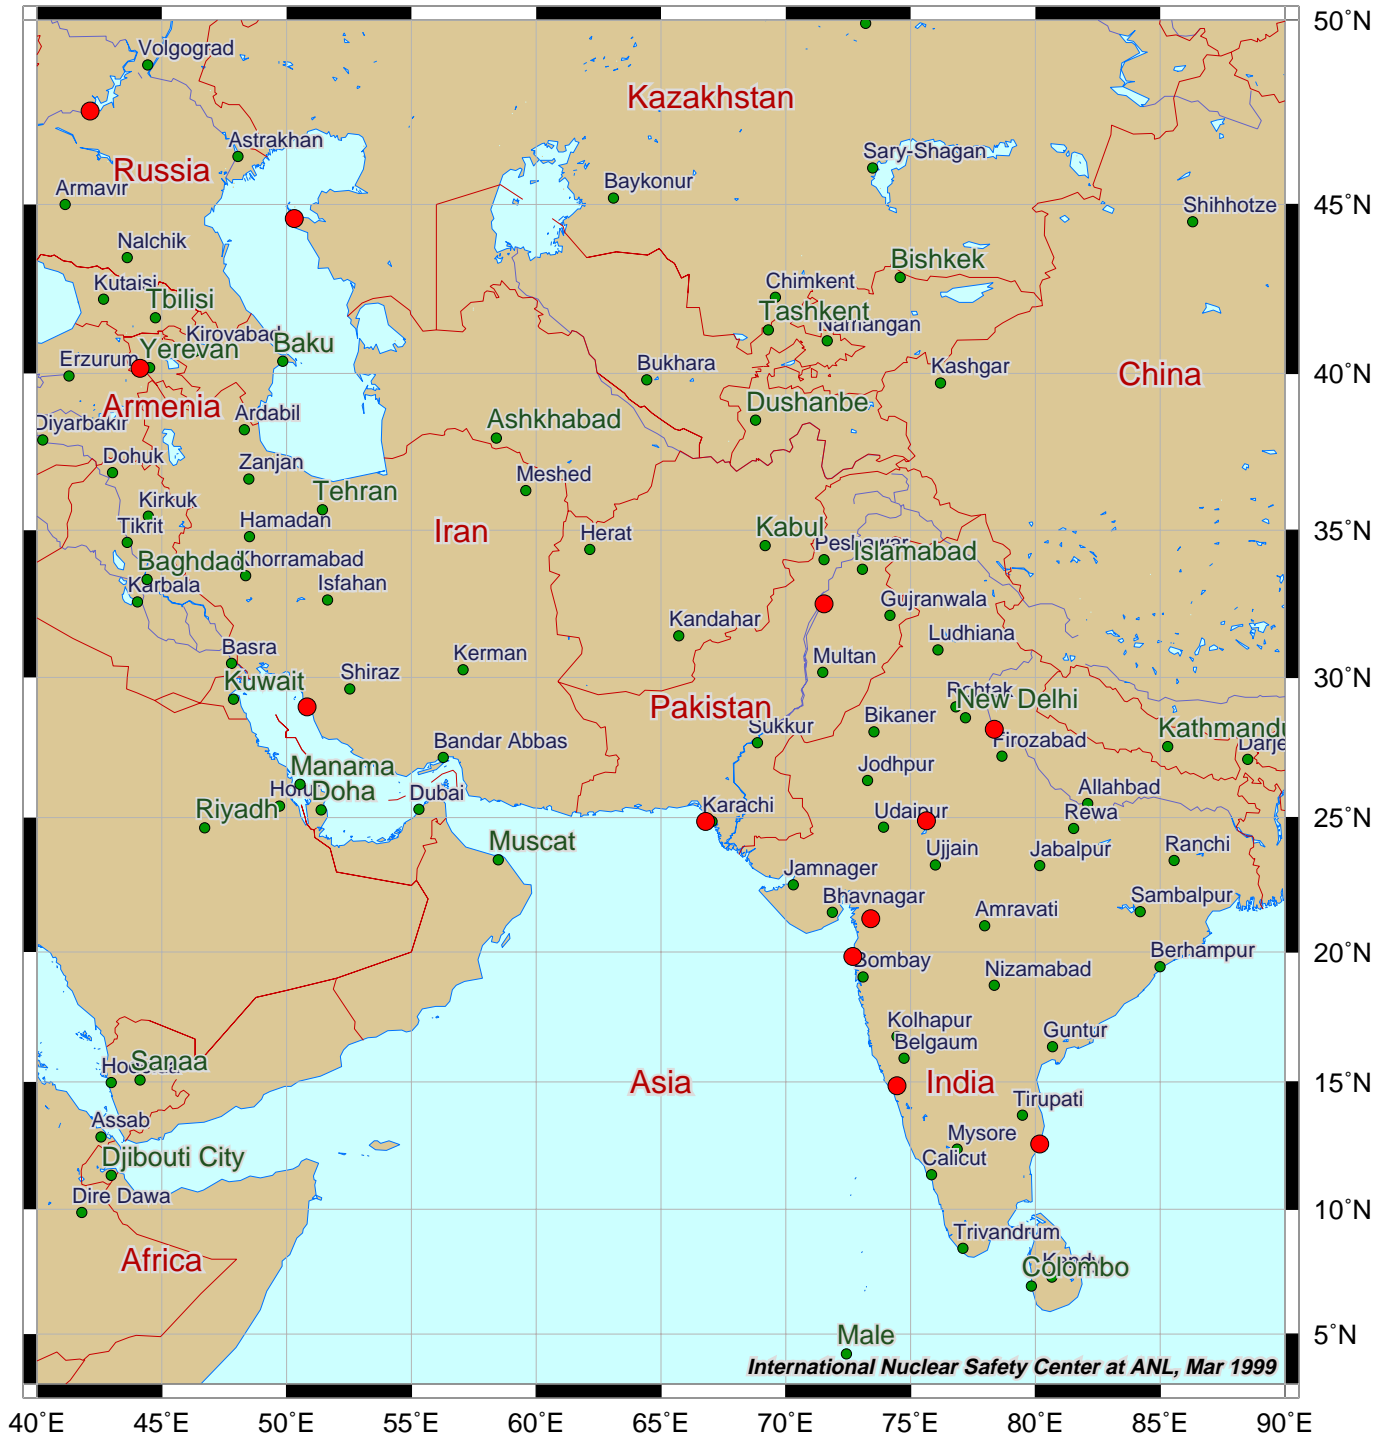 50˚N
Volgograd
Kazakhstan
Astrakhan
Sary-Shagan
Russia
Baykonur
Armavir
Shihhotze
45˚N
Nalchik
Bishkek
Kutaisi
Chimkent
Tbilisi
Tashkent
Namangan
Kirovabad
Baku
Yerevan
Erzurum
Bukhara
Kashgar
China
40˚N
Armenia
Dushanbe
Ardabil
Ashkhabad
Diyarbakir
Dohuk
Zanjan
Meshed
Tehran
Kirkuk
Hamadan
Tikrit
Iran
Herat
Kabul
Peshawar
Islamabad
35˚N
Baghdad
Khorramabad
Karbala
Isfahan
Gujranwala
Kandahar
Ludhiana
Basra
Kerman
Multan
Shiraz
Kuwait
30˚N
Rohtak
New Delhi
Pakistan
Sukkur
Bikaner
Kathmandu
Bandar Abbas
Firozabad
Darje
Manama
Jodhpur
Doha
Dubai
Allahbad
Riyadh
Karachi
Udaipur
Rewa
25˚N
Muscat
Ujjain
Jabalpur
Ranchi
Jamnager
Bhavnagar
Amravati
Sambalpur
20˚N
Bombay
Nizamabad
Berhampur
Kolhapur
Guntur
Belgaum
Sanaa
Asia
India
15˚N
Tirupati
Assab
Mysore
Djibouti City
Calicut
Dire Dawa
10˚N
Trivandrum
Africa
Kandy
Colombo
Male
5˚N
International Nuclear Safety Center at ANL, Mar 1999
40˚E 45˚E 50˚E 55˚E 60˚E 65˚E 70˚E 75˚E 80˚E 85˚E 90˚E